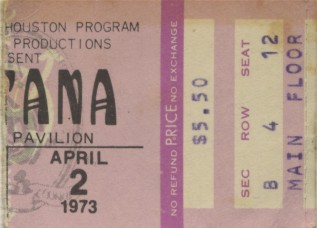 HOUSTON PROGRAM
PRODUCTIONS
SENT
'ANA
PAVILION
APRIL
2
1973
NO REFUND PRICE NO EXCHANGE
$5.50
SEC ROW SEAT
B 4 12
MAIN FLOOR